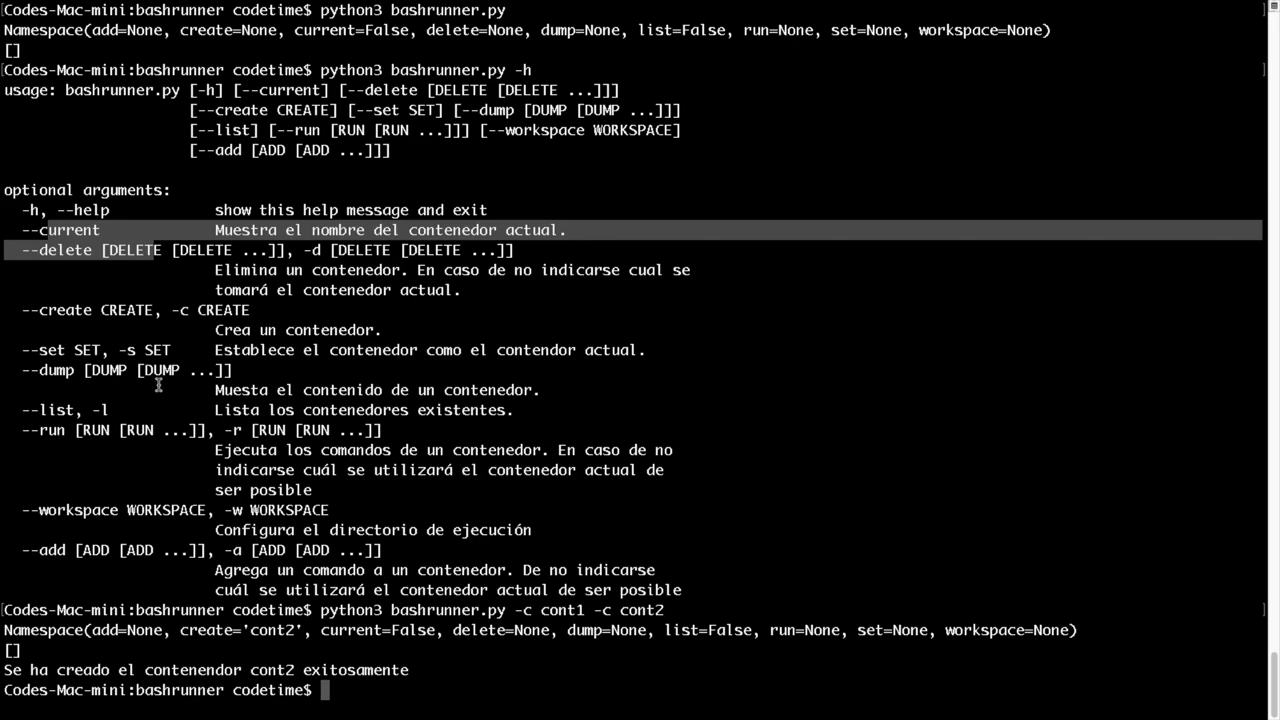 Codes-Mac-mini:bashrunner codetime$ python3 bashrunner.py
Namespace(add=None, create=None, current=False, delete=None, dump=None, list=False, run=None, set=None, workspace=None)
[]
Codes-Mac-mini:bashrunner codetime$ python3 bashrunner.py -h
usage: bashrunner.py [-h] [--current] [--delete [DELETE [DELETE ...]]]
[--create CREATE] [--set SET] [--dump [DUMP [DUMP ...]]]
[--list] [--run [RUN [RUN ...]]] [--workspace WORKSPACE]
[--add [ADD [ADD ...]]]
optional arguments:
-h, --help show this help message and exit
--current Muestra el nombre del contenedor actual.
--delete [DELETE [DELETE ...]], -d [DELETE [DELETE ...]]
Elimina un contenedor. En caso de no indicarse cual se
tomará el contenedor actual.
--create CREATE, -c CREATE
Crea un contenedor.
--set SET, -s SET Establece el contenedor como el contendor actual.
--dump [DUMP [DUMP ...]]
Muesta el contenido de un contenedor.
--list, -l Lista los contenedores existentes.
--run [RUN [RUN ...]], -r [RUN [RUN ...]]
Ejecuta los comandos de un contenedor. En caso de no
indicarse cuál se utilizará el contenedor actual de
ser posible
--workspace WORKSPACE, -w WORKSPACE
Configura el directorio de ejecución
--add [ADD [ADD ...]], -a [ADD [ADD ...]]
Agrega un comando a un contenedor. De no indicarse
cuál se utilizará el contenedor actual de ser posible
Codes-Mac-mini:bashrunner codetime$ python3 bashrunner.py -c cont1 -c cont2
Namespace(add=None, create='cont2', current=False, delete=None, dump=None, list=False, run=None, set=None, workspace=None)
[]
Se ha creado el contenendor cont2 exitosamente
Codes-Mac-mini:bashrunner codetime$